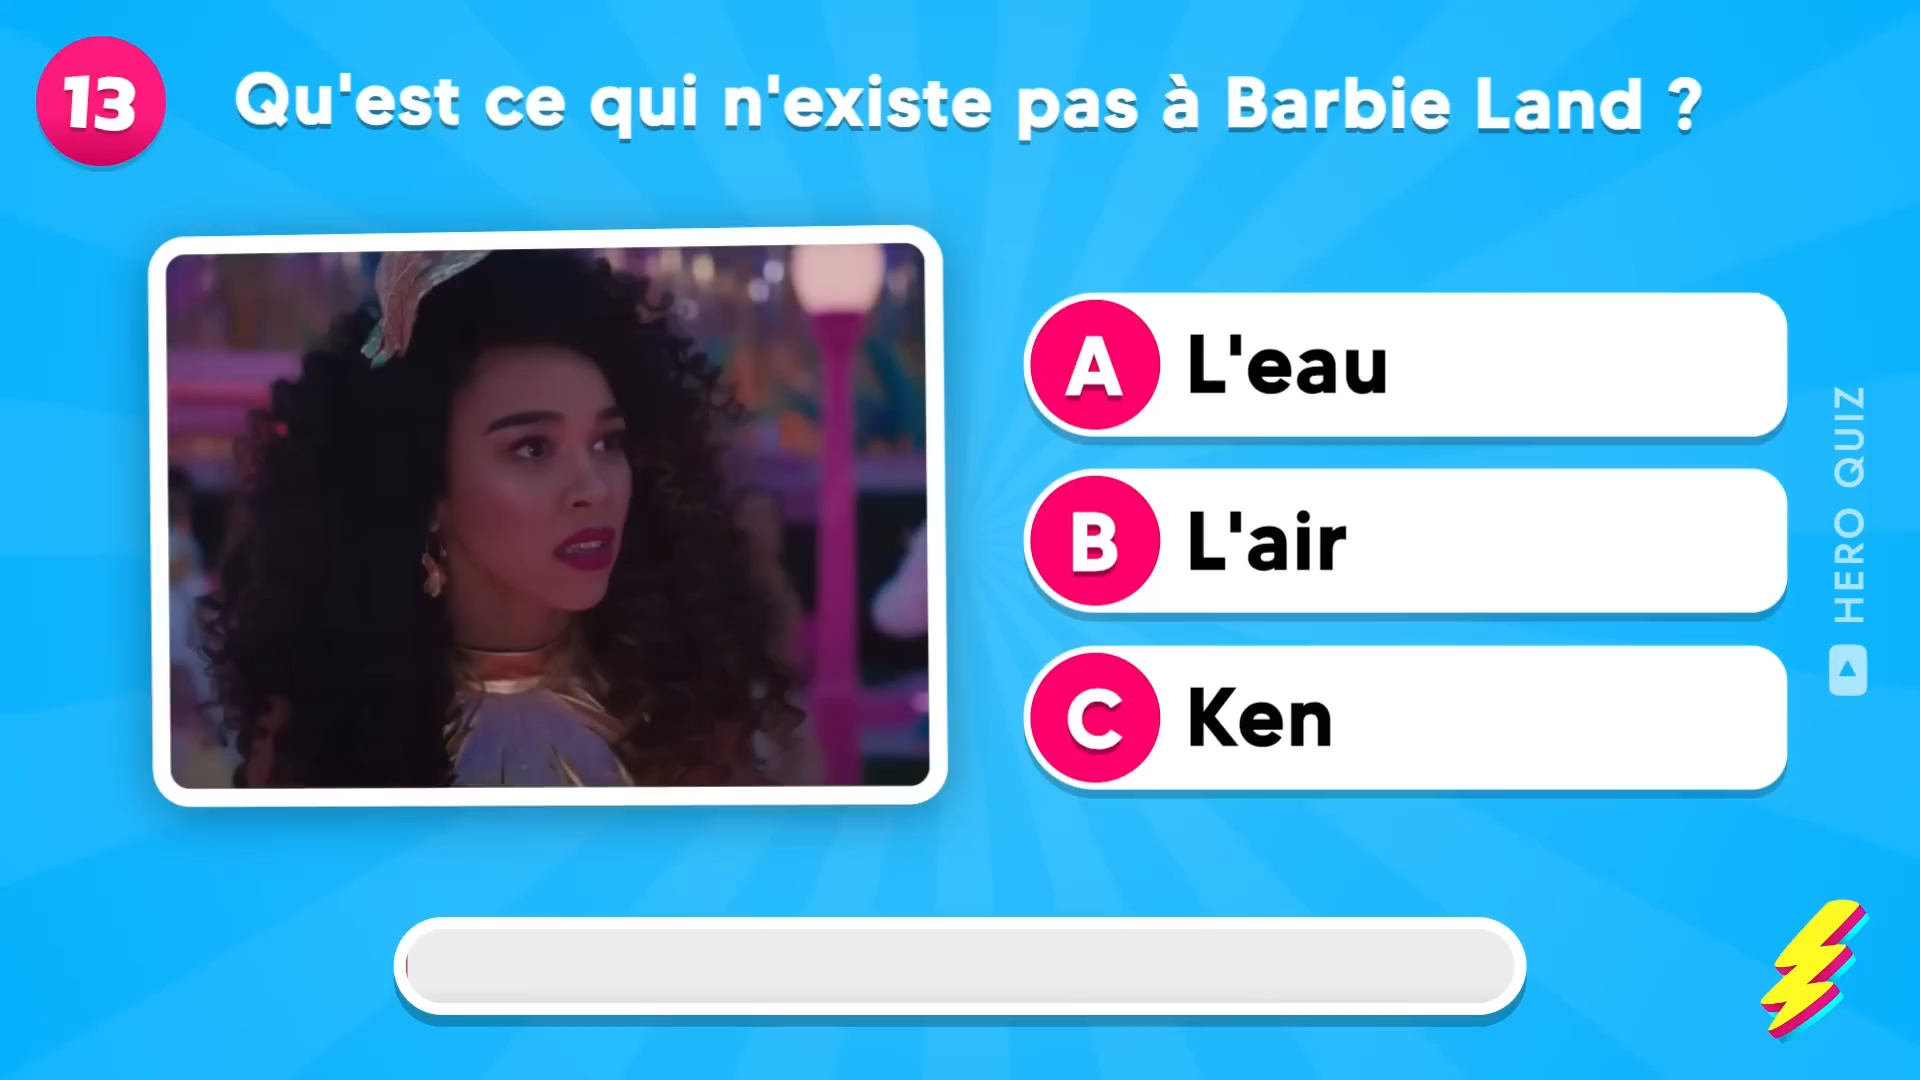 13
Qu'est ce qui n'existe pas à Barbie Land ?
A L'eau
B L'air
C Ken
HERO QUIZ